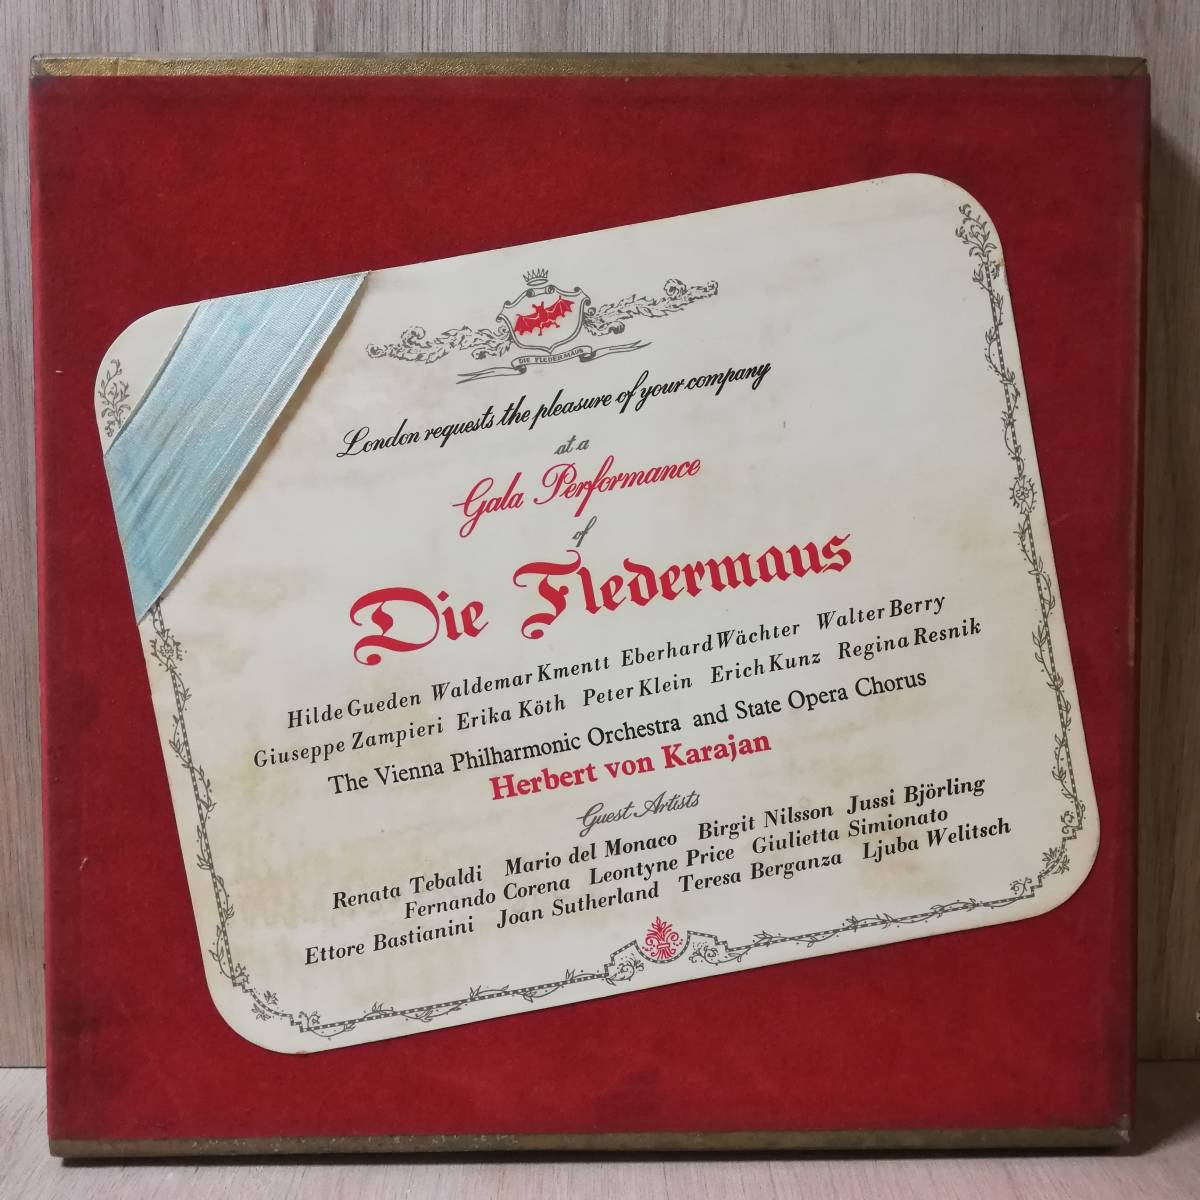 DIE FLEDERMAUS
London requests the pleasure of your company
at a
Gala Performance
of
Die Fledermaus
Hilde Gueden Waldemar Kmentt Eberhard Wächter Walter Berry
Giuseppe Zampieri Erika Köth Peter Klein Erich Kunz Regina Resnik
The Vienna Philharmonic Orchestra and State Opera Chorus
Herbert von Karajan
Guest Artists
Renata Tebaldi Mario del Monaco Birgit Nilsson Jussi Björling
Fernando Corena Leontyne Price Giulietta Simionato
Ettore Bastianini Joan Sutherland Teresa Berganza Ljuba Welitsch